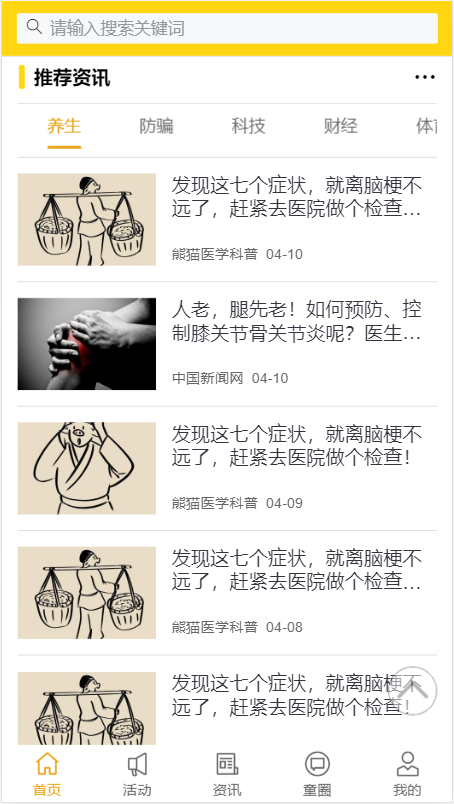 请输入搜索关键词
推荐资讯
养生 防骗 科技 财经 体
发现这七个症状，就离脑梗不
远了，赶紧去医院做个检查...
熊猫医学科普 04-10
人老，腿先老！如何预防、控
制膝关节骨关节炎呢？医生...
中国新闻网 04-10
发现这七个症状，就离脑梗不
远了，赶紧去医院做个检查！
熊猫医学科普 04-09
发现这七个症状，就离脑梗不
远了，赶紧去医院做个检查...
熊猫医学科普 04-08
发现这七个症状，就离脑梗不
远了，赶紧去医院做个检查！
首页 活动 资讯 童圈 我的